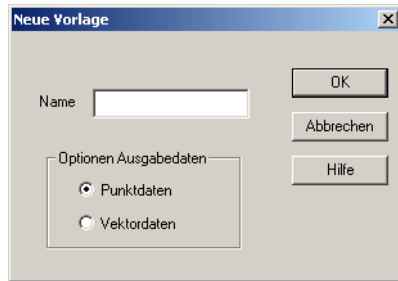 Neue Vorlage
Name
OK
Abbrechen
Hilfe
Optionen Ausgabedaten
Punktdaten
Vektordaten